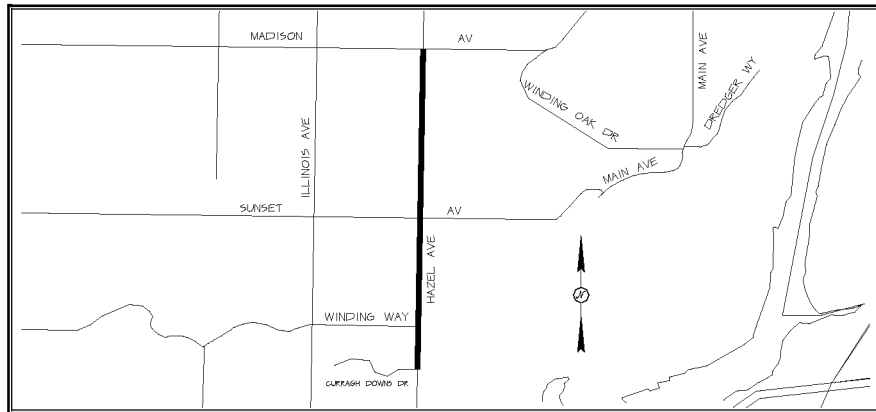 MADISON AV
MAIN AVE
DREDGER WY
WINDING OAK DR
ILLINOIS AVE
MAIN AVE
SUNSET AV
HAZEL AVE
N
WINDING WAY
CURRAGH DOWNS DR